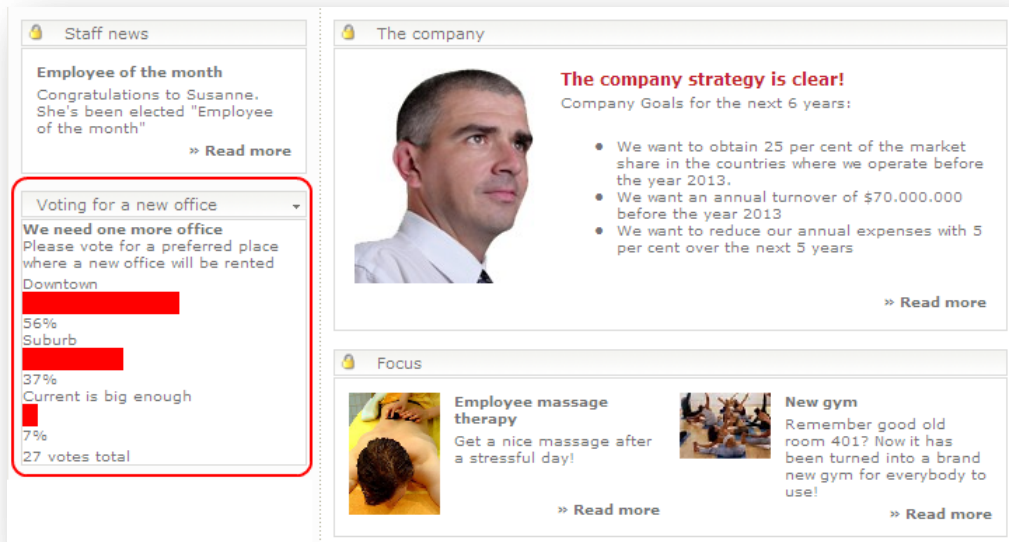 Staff news
Employee of the month
Congratulations to Susanne.
She's been elected "Employee
of the month"
» Read more
Voting for a new office
We need one more office
Please vote for a preferred place
where a new office will be rented
Downtown
56%
Suburb
37%
Current is big enough
7%
27 votes total
The company
The company strategy is clear!
Company Goals for the next 6 years:
• We want to obtain 25 per cent of the market
share in the countries where we operate before
the year 2013.
• We want an annual turnover of $70.000.000
before the year 2013
• We want to reduce our annual expenses with 5
per cent over the next 5 years
» Read more
Focus
Employee massage
therapy
Get a nice massage after
a stressful day!
» Read more
New gym
Remember good old
room 401? Now it has
been turned into a brand
new gym for everybody to
use!
» Read more